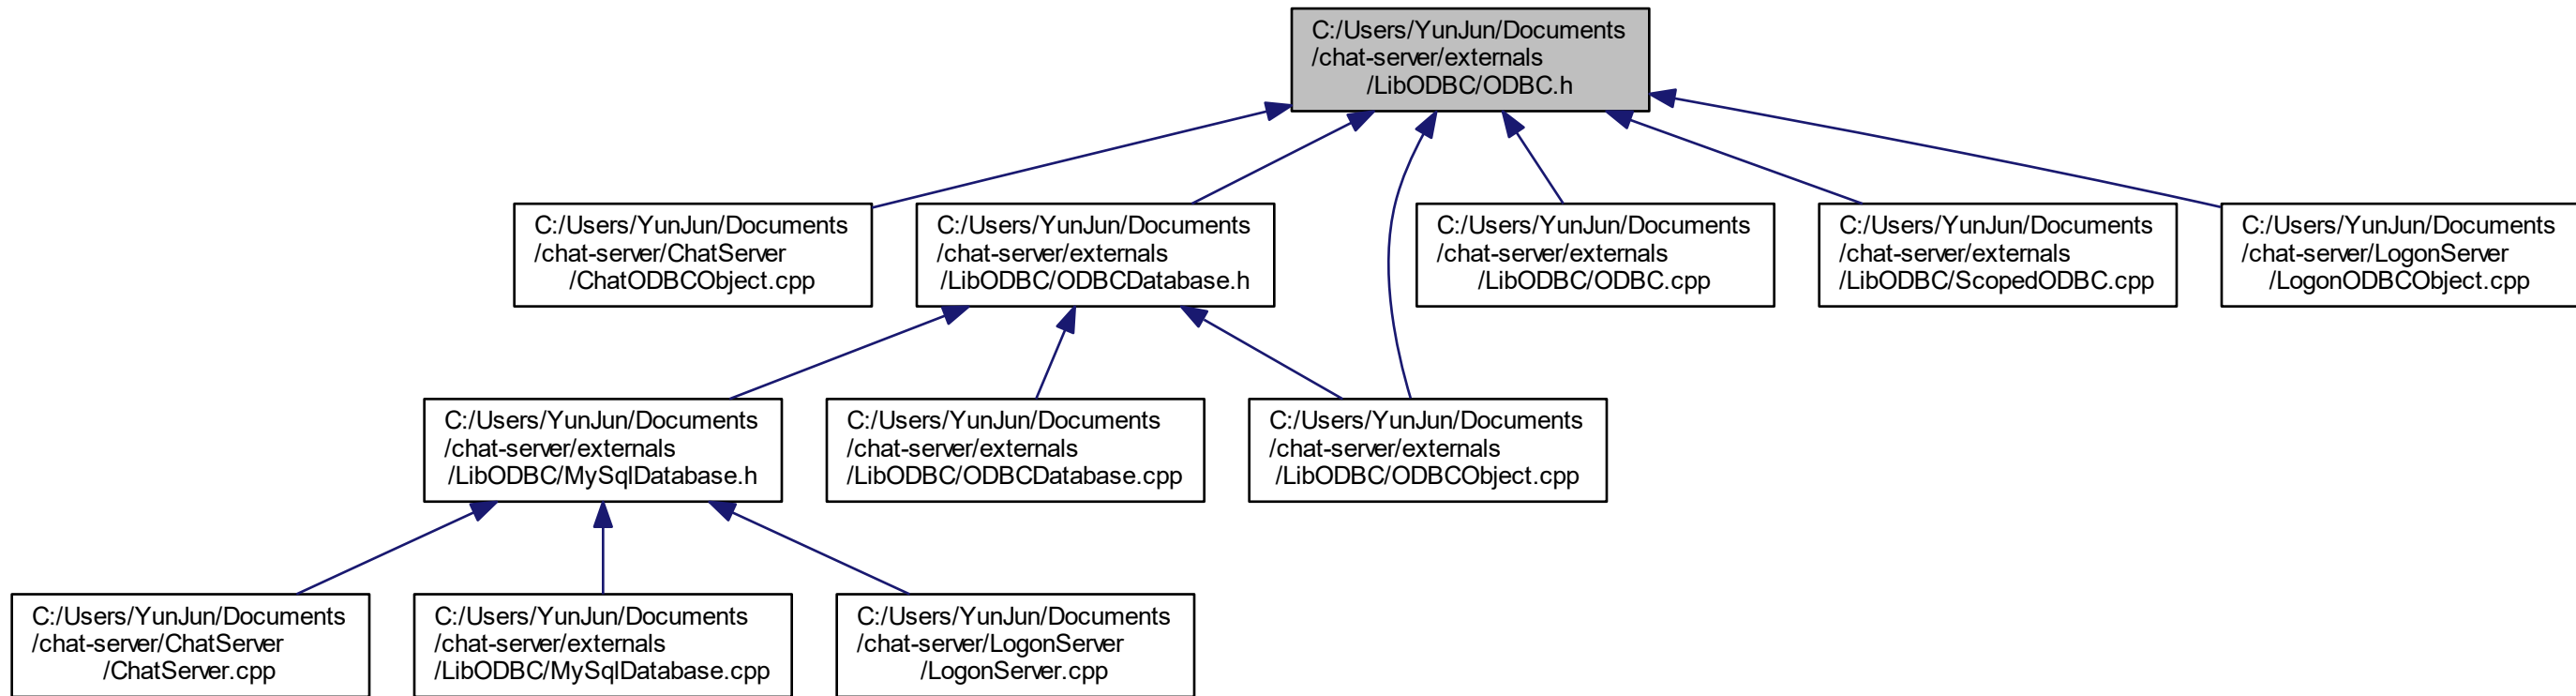 C:/Users/YunJun/Documents
/chat-server/externals
/LibODBC/ODBC.h
C:/Users/YunJun/Documents
/chat-server/ChatServer
/ChatODBCObject.cpp
C:/Users/YunJun/Documents
/chat-server/externals
/LibODBC/ODBCDatabase.h
C:/Users/YunJun/Documents
/chat-server/externals
/LibODBC/ODBC.cpp
C:/Users/YunJun/Documents
/chat-server/externals
/LibODBC/ScopedODBC.cpp
C:/Users/YunJun/Documents
/chat-server/LogonServer
/LogonODBCObject.cpp
C:/Users/YunJun/Documents
/chat-server/externals
/LibODBC/MySqlDatabase.h
C:/Users/YunJun/Documents
/chat-server/externals
/LibODBC/ODBCDatabase.cpp
C:/Users/YunJun/Documents
/chat-server/externals
/LibODBC/ODBCObject.cpp
C:/Users/YunJun/Documents
/chat-server/ChatServer
/ChatServer.cpp
C:/Users/YunJun/Documents
/chat-server/externals
/LibODBC/MySqlDatabase.cpp
C:/Users/YunJun/Documents
/chat-server/LogonServer
/LogonServer.cpp